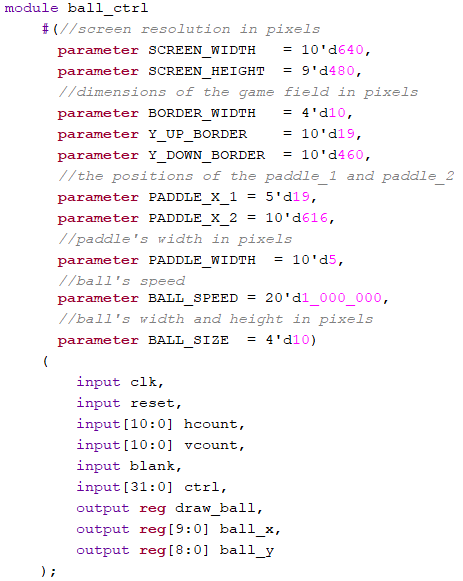 module ball_ctrl
#(//screen resolution in pixels
parameter SCREEN_WIDTH   = 10'd640,
parameter SCREEN_HEIGHT  = 9'd480,
//dimensions of the game field in pixels
parameter BORDER_WIDTH   = 4'd10,
parameter Y_UP_BORDER    = 10'd19,
parameter Y_DOWN_BORDER  = 10'd460,
//the positions of the paddle_1 and paddle_2
parameter PADDLE_X_1 = 5'd19,
parameter PADDLE_X_2 = 10'd616,
//paddle's width in pixels
parameter PADDLE_WIDTH  = 10'd5,
//ball's speed
parameter BALL_SPEED = 20'd1_000_000,
//ball's width and height in pixels
parameter BALL_SIZE  = 4'd10)
(
input clk,
input reset,
input[10:0] hcount,
input[10:0] vcount,
input blank,
input[31:0] ctrl,
output reg draw_ball,
output reg[9:0] ball_x,
output reg[8:0] ball_y
);